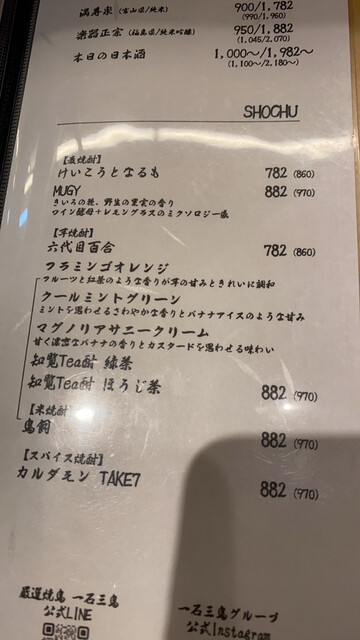 満寿泉 (富山県/純米) 900/1,782
(990/1,960)
楽器正宗 (福島県/純米吟醸) 950/1,882
(1,045/2,070)
本日の日本酒 1,000〜/1,982〜
(1,100〜/2,180〜)
SHOCHU
【麦焼酎】
けいこうとなるも 782 (860)
MUGY 882 (970)
きいろの花、野生の果実の香り
ワイン酵母+レモングラスのミクソロジー麦
【芋焼酎】
六代目百合 782 (860)
フラミンゴオレンジ
フルーツと紅茶のような香りが芋の甘みときれいに調和
クールミントグリーン
ミントを思わせるさわやかな香りとバナナアイスのような甘み
マグノリアサニークリーム
甘く濃密なバナナの香りとカスタードを思わせる味わい
知覧Tea酎 緑茶
知覧Tea酎 ほうじ茶 882 (970)
【米焼酎】
鳥飼 882 (970)
【スパイス焼酎】
カルダモン TAKE7 882 (970)
厳選焼鳥 一石三鳥
公式LINE
一石三鳥グループ
公式Instagram